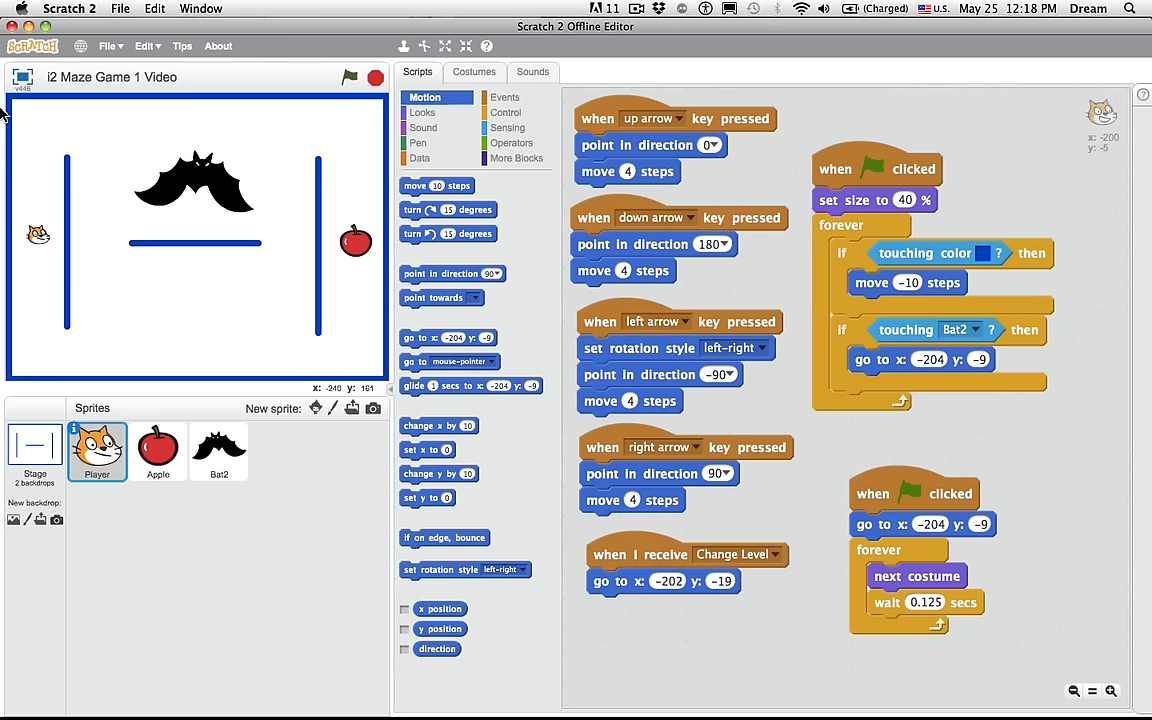 Scratch 2 File Edit Window 11 (Charged) U.S. May 25 12:18 PM Dream
Scratch 2 Offline Editor
SCRATCH File Edit Tips About
i2 Maze Game 1 Video
v446
x: -240 y: 161
Sprites New sprite:
Stage
2 backdrops
New backdrop:
Player
Apple
Bat2
Scripts Costumes Sounds
Motion
Looks
Sound
Pen
Data
Events
Control
Sensing
Operators
More Blocks
move 10 steps
turn 15 degrees
turn 15 degrees
point in direction 90
point towards
go to x: -204 y: -9
go to mouse-pointer
glide 1 secs to x: -204 y: -9
change x by 10
set x to 0
change y by 10
set y to 0
if on edge, bounce
set rotation style left-right
x position
y position
direction
when up arrow key pressed
point in direction 0
move 4 steps
when down arrow key pressed
point in direction 180
move 4 steps
when left arrow key pressed
set rotation style left-right
point in direction -90
move 4 steps
when right arrow key pressed
point in direction 90
move 4 steps
when I receive Change Level
go to x: -202 y: -19
when clicked
set size to 40 %
forever
if touching color ? then
move -10 steps
if touching Bat2 ? then
go to x: -204 y: -9
when clicked
go to x: -204 y: -9
forever
next costume
wait 0.125 secs
x: -200
y: -5